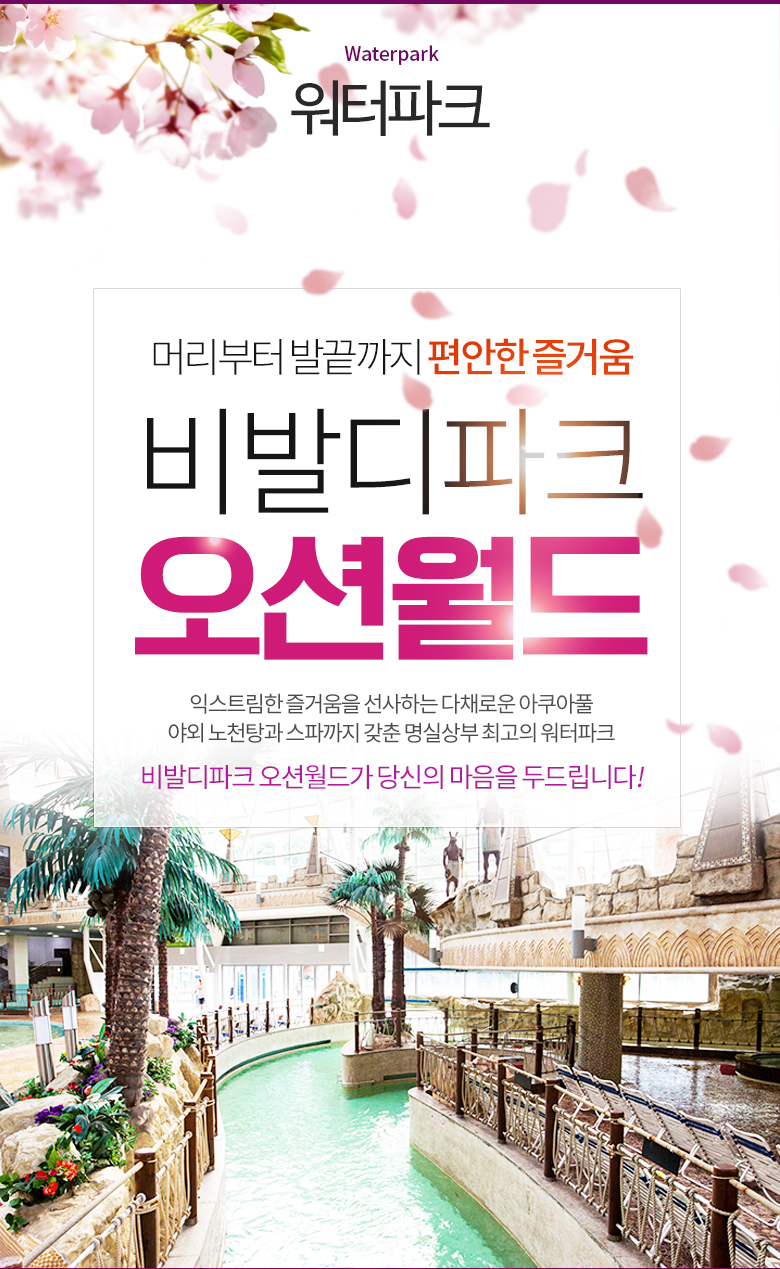 Waterpark
워터파크
머리부터 발끝까지 편안한 즐거움
비발디파크
오션월드
익스트림한 즐거움을 선사하는 다채로운 아쿠아풀
야외 노천탕과 스파까지 갖춘 명실상부 최고의 워터파크
비발디파크 오션월드가 당신의 마음을 두드립니다!